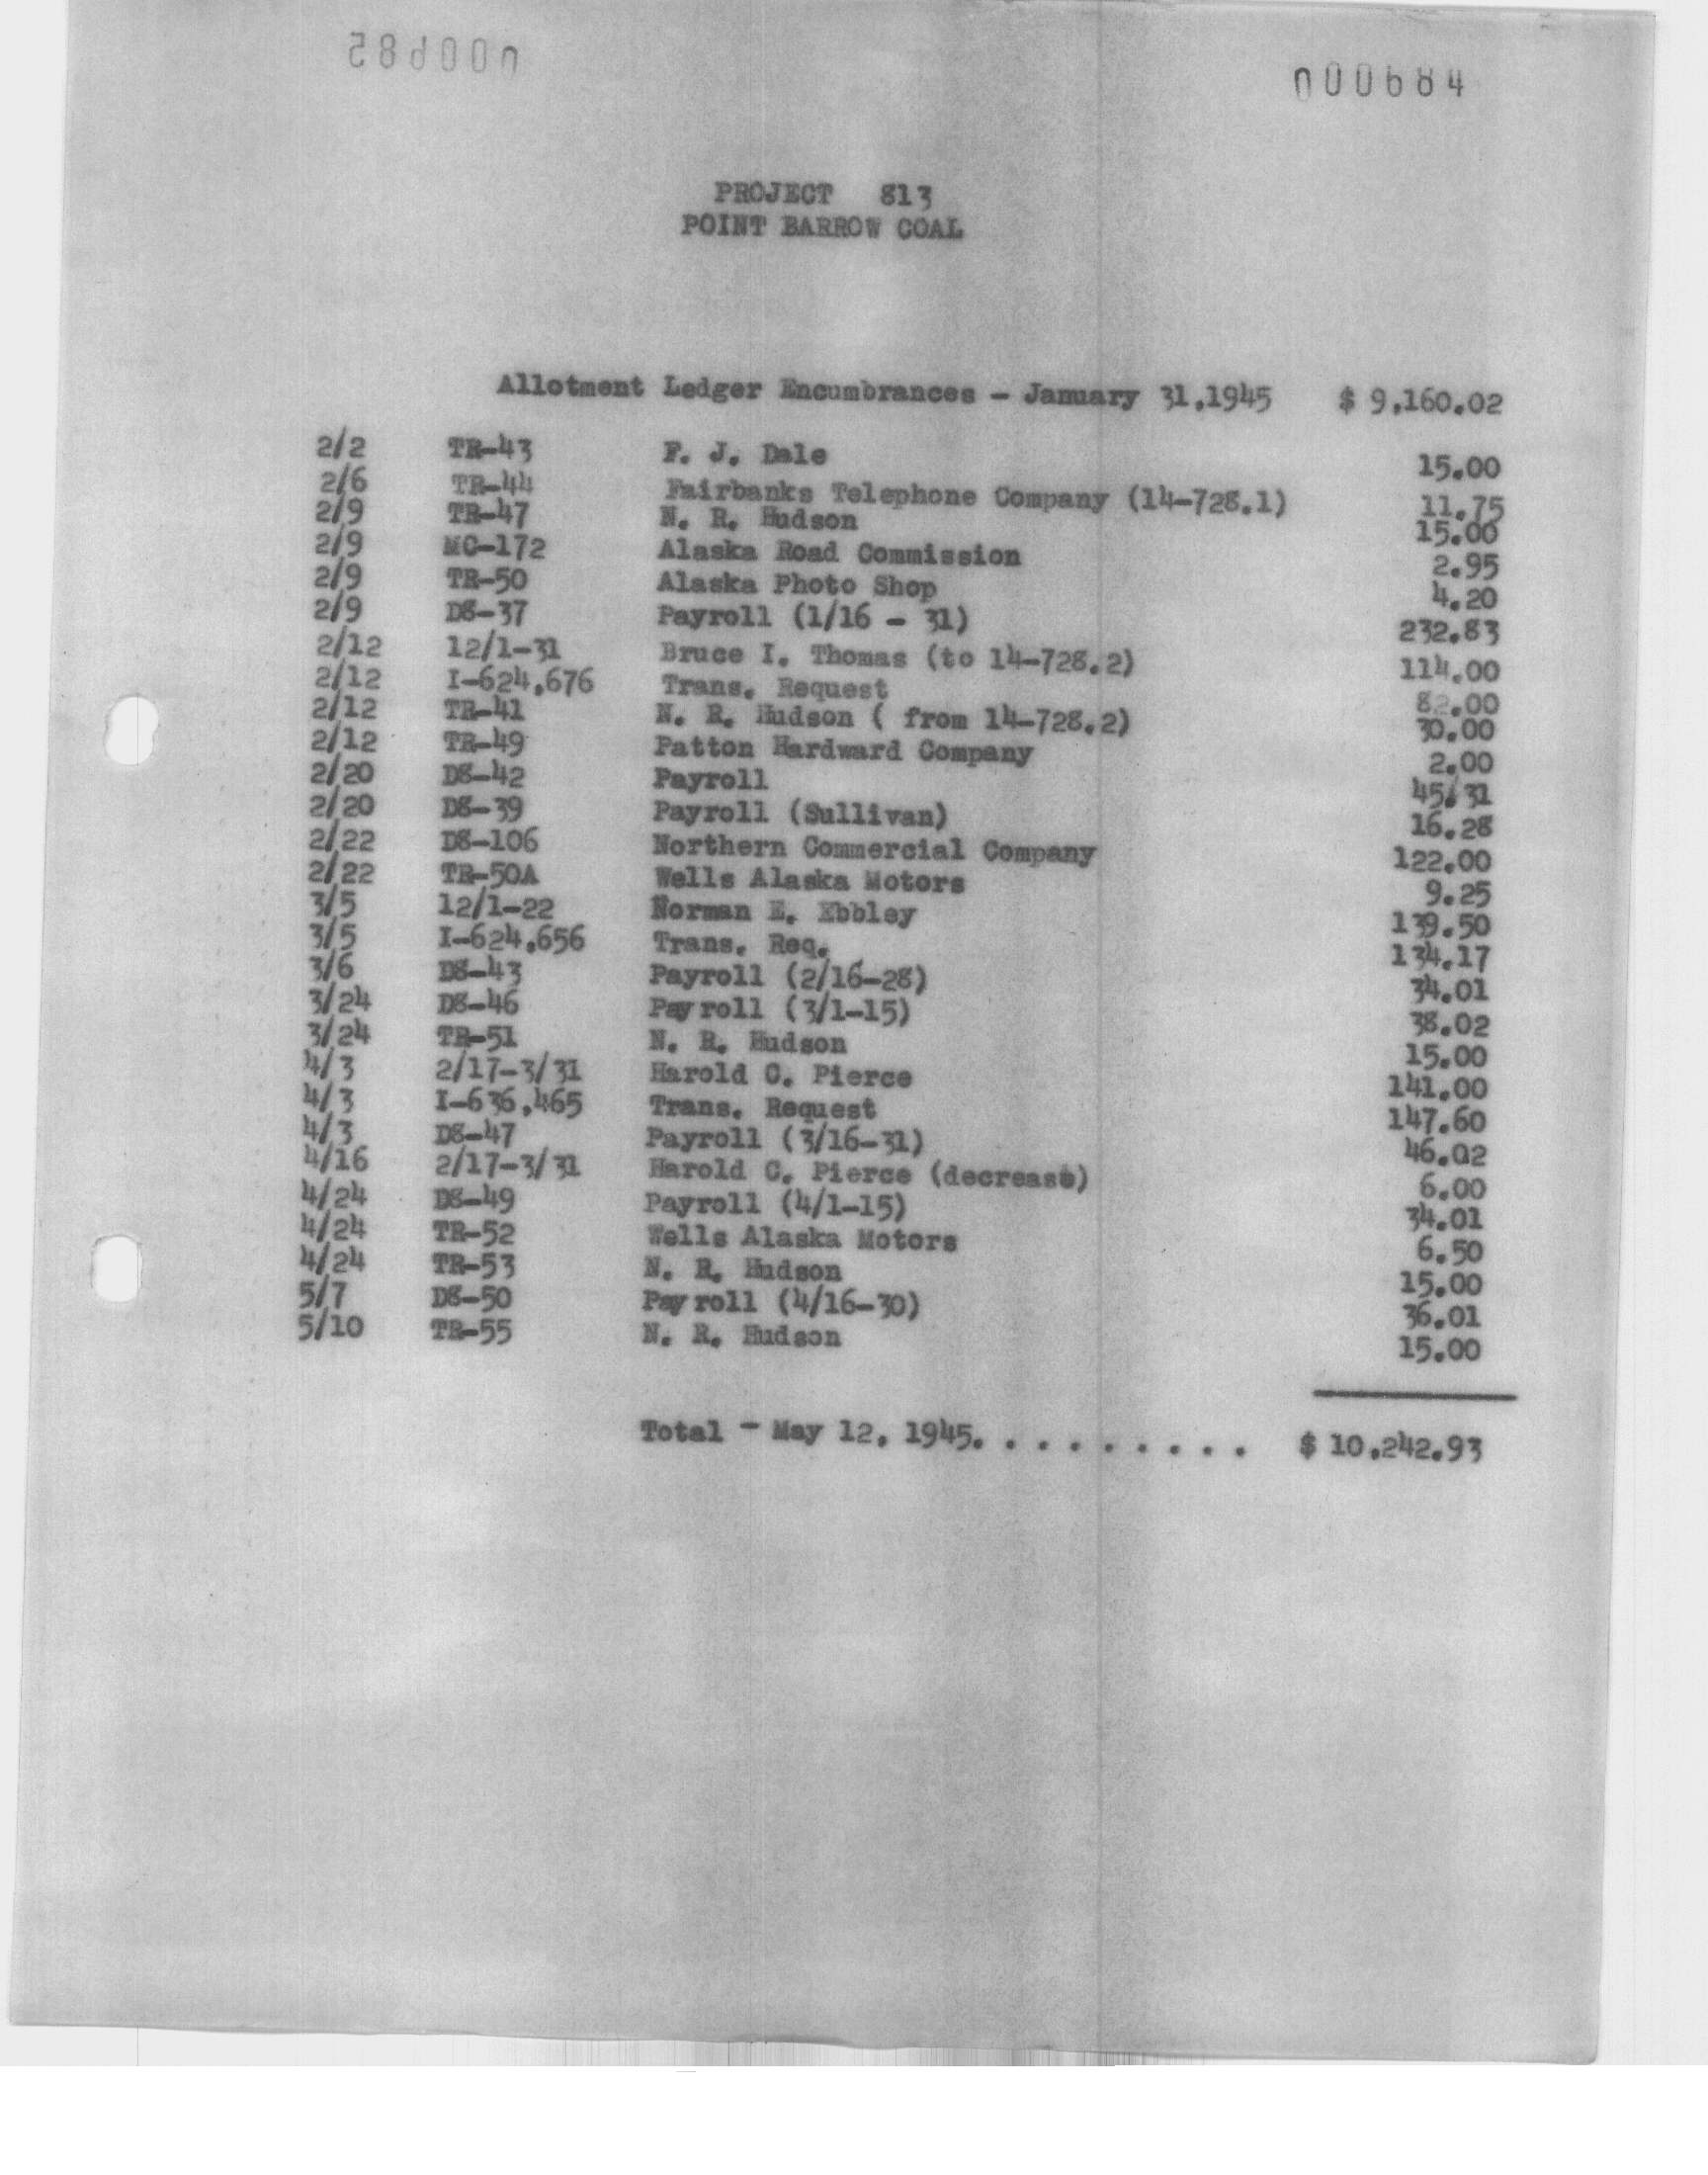 000684
PROJECT 813
POINT BARROW COAL
Allotment Ledger Encumbrances - January 31,1945 $ 9,160.02
2/2 TR-43 F. J. Dale 15.00
2/6 TR-44 Fairbanks Telephone Company (14-728.1) 11.75
2/9 TR-47 N. R. Hudson 15.00
2/9 MC-172 Alaska Road Commission 2.95
2/9 TR-50 Alaska Photo Shop 4.20
2/9 DS-37 Payroll (1/16 - 31) 232.83
2/12 12/1-31 Bruce I. Thomas (to 14-728.2) 114.00
2/12 I-624,676 Trans. Request 82.00
2/12 TR-41 N. R. Hudson ( from 14-728.2) 30.00
2/12 TR-49 Patton Hardward Company 2.00
2/20 DS-42 Payroll 45.31
2/20 DS-39 Payroll (Sullivan) 16.28
2/22 DS-106 Northern Commercial Company 122.00
2/22 TR-50A Wells Alaska Motors 9.25
3/5 12/1-22 Norman E. Ebbley 139.50
3/5 I-624,656 Trans. Req. 134.17
3/6 DS-43 Payroll (2/16-28) 34.01
3/24 DS-46 Payroll (3/1-15) 38.02
3/24 TR-51 N. R. Hudson 15.00
4/3 2/17-3/31 Harold C. Pierce 141.00
4/3 I-636,465 Trans. Request 147.60
4/3 DS-47 Payroll (3/16-31) 46.02
4/16 2/17-3/31 Harold C. Pierce (decrease) 6.00
4/24 DS-49 Payroll (4/1-15) 34.01
4/24 TR-52 Wells Alaska Motors 6.50
4/24 TR-53 N. R. Hudson 15.00
5/7 DS-50 Payroll (4/16-30) 36.01
5/10 TR-55 N. R. Hudson 15.00
Total - May 12, 1945. . . . . . . . . $ 10,242.93